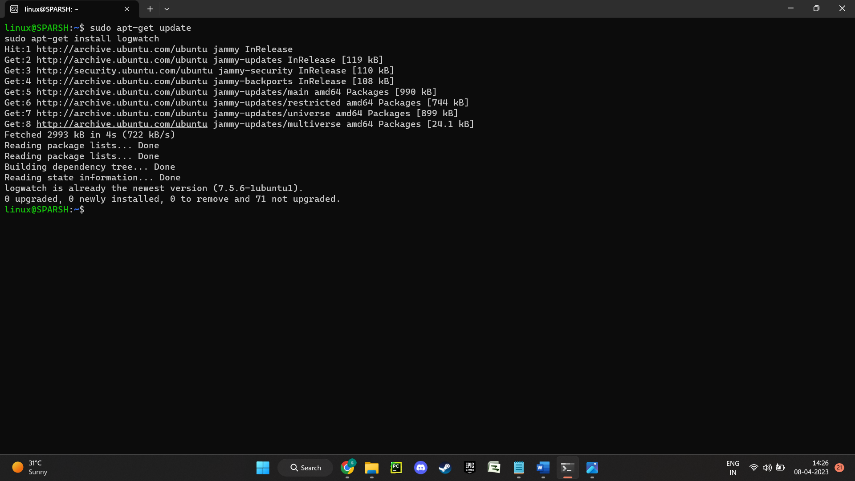 linux@SPARSH: ~
linux@SPARSH:~$ sudo apt-get update
sudo apt-get install logwatch
Hit:1 http://archive.ubuntu.com/ubuntu jammy InRelease
Get:2 http://archive.ubuntu.com/ubuntu jammy-updates InRelease [119 kB]
Get:3 http://security.ubuntu.com/ubuntu jammy-security InRelease [110 kB]
Get:4 http://archive.ubuntu.com/ubuntu jammy-backports InRelease [108 kB]
Get:5 http://archive.ubuntu.com/ubuntu jammy-updates/main amd64 Packages [990 kB]
Get:6 http://archive.ubuntu.com/ubuntu jammy-updates/restricted amd64 Packages [744 kB]
Get:7 http://archive.ubuntu.com/ubuntu jammy-updates/universe amd64 Packages [899 kB]
Get:8 http://archive.ubuntu.com/ubuntu jammy-updates/multiverse amd64 Packages [24.1 kB]
Fetched 2993 kB in 4s (722 kB/s)
Reading package lists... Done
Reading package lists... Done
Building dependency tree... Done
Reading state information... Done
logwatch is already the newest version (7.5.6-1ubuntu1).
0 upgraded, 0 newly installed, 0 to remove and 71 not upgraded.
linux@SPARSH:~$
31°C
Sunny
Search
PC
ENG
IN
14:26
08-04-2023
21